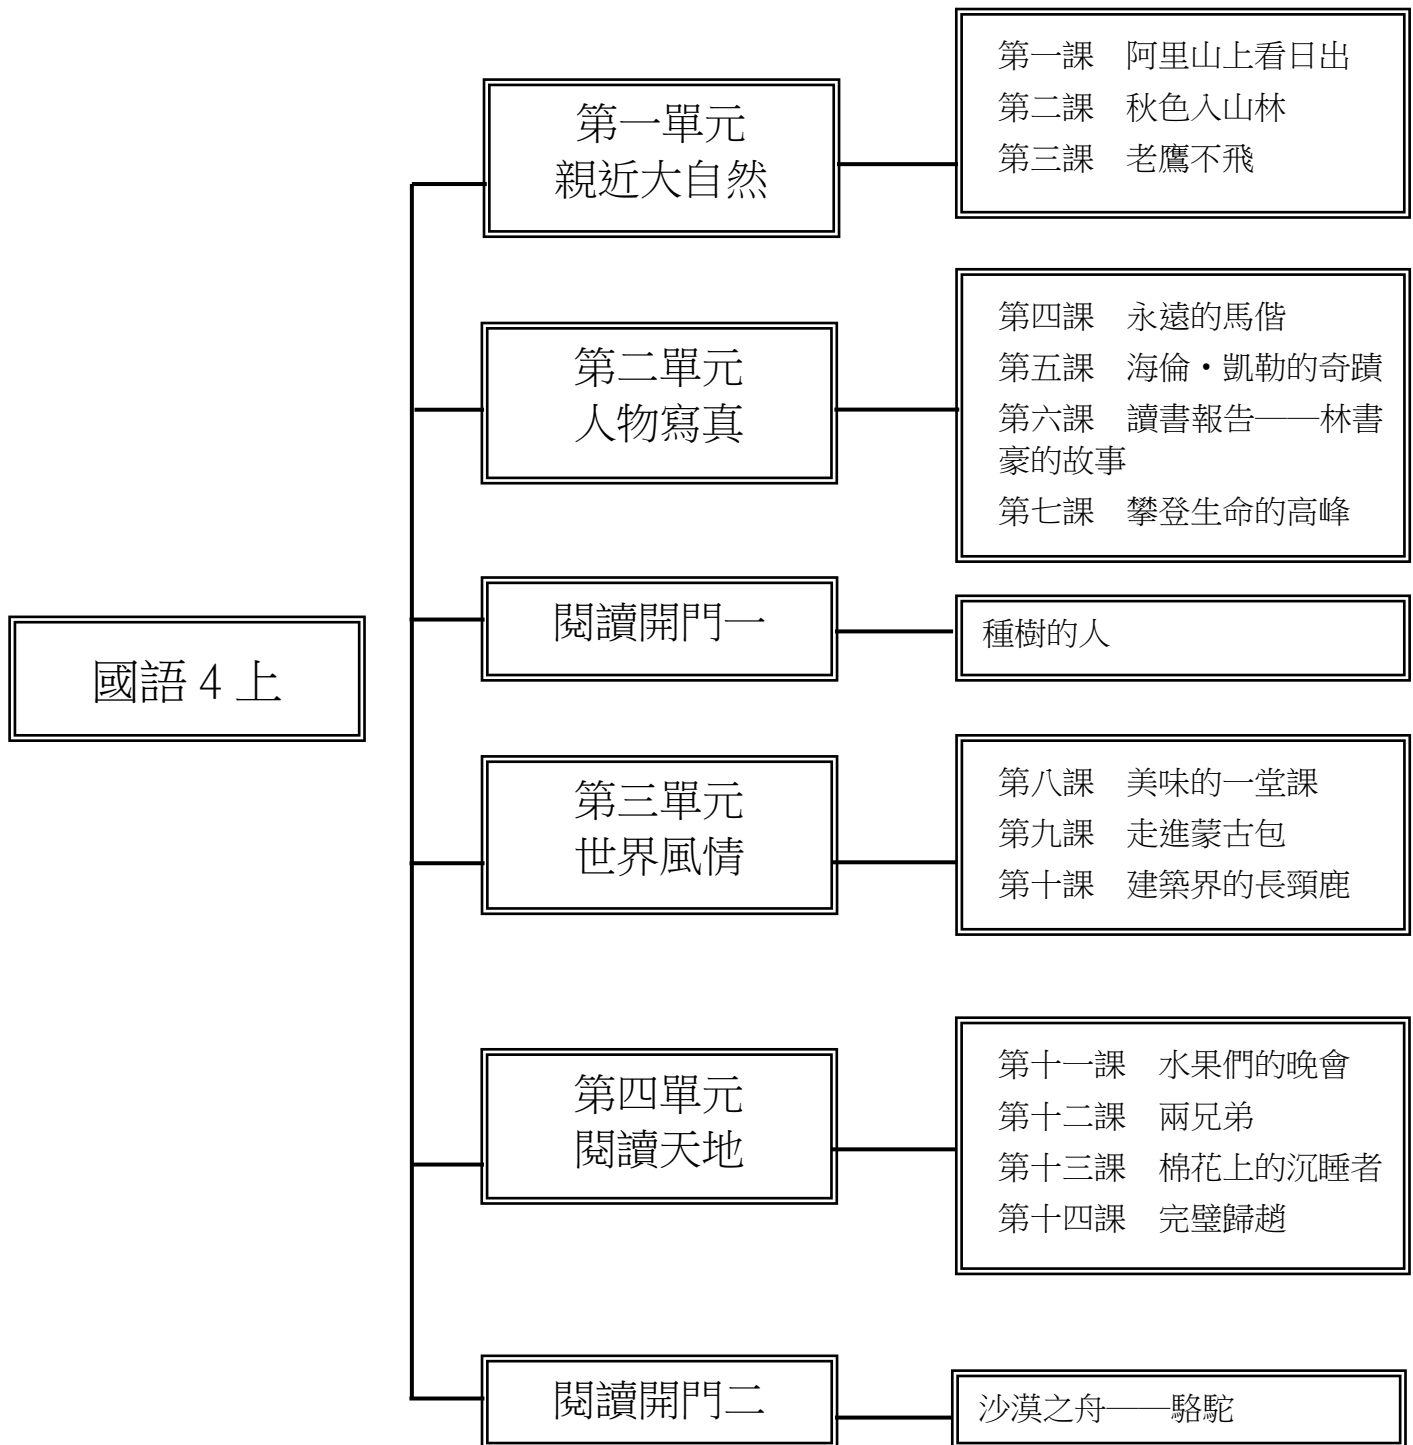 國語 4 上
第一單元
親近大自然
第一課　阿里山上看日出
第二課　秋色入山林
第三課　老鷹不飛
第二單元
人物寫真
第四課　永遠的馬偕
第五課　海倫•凱勒的奇蹟
第六課　讀書報告──林書
豪的故事
第七課　攀登生命的高峰
閱讀開門一
種樹的人
第三單元
世界風情
第八課　美味的一堂課
第九課　走進蒙古包
第十課　建築界的長頸鹿
第四單元
閱讀天地
第十一課　水果們的晚會
第十二課　兩兄弟
第十三課　棉花上的沉睡者
第十四課　完璧歸趙
閱讀開門二
沙漠之舟──駱駝